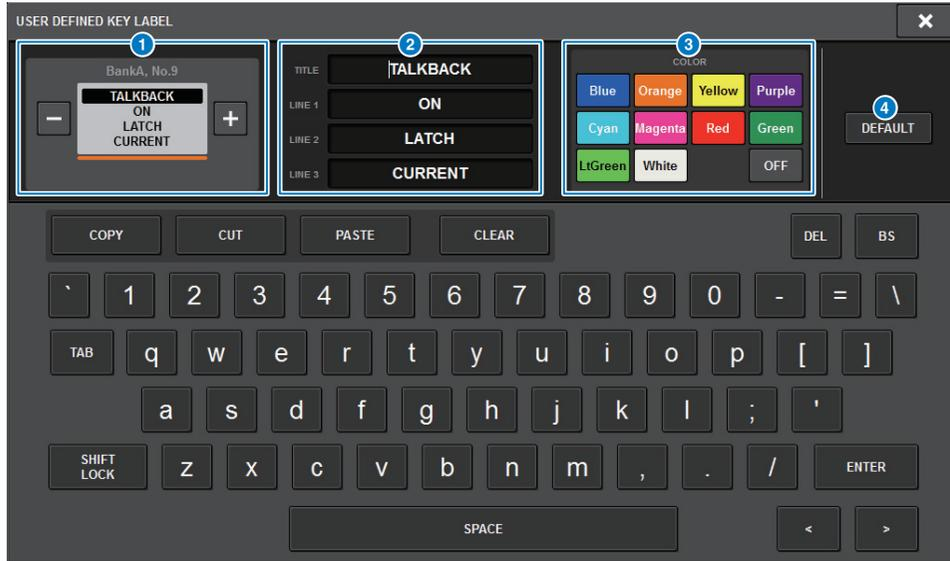 USER DEFINED KEY LABEL
×
1
2
3
4
BankA, No.9
TALKBACK
ON
LATCH
CURRENT
−
+
TITLE TALKBACK
LINE 1 ON
LINE 2 LATCH
LINE 3 CURRENT
COLOR
Blue Orange Yellow Purple
Cyan Magenta Red Green
LtGreen White OFF
DEFAULT
COPY CUT PASTE CLEAR DEL BS
` 1 2 3 4 5 6 7 8 9 0 - = \
TAB q w e r t y u i o p [ ]
a s d f g h j k l ; '
SHIFT LOCK z x c v b n m , . / ENTER
SPACE < >